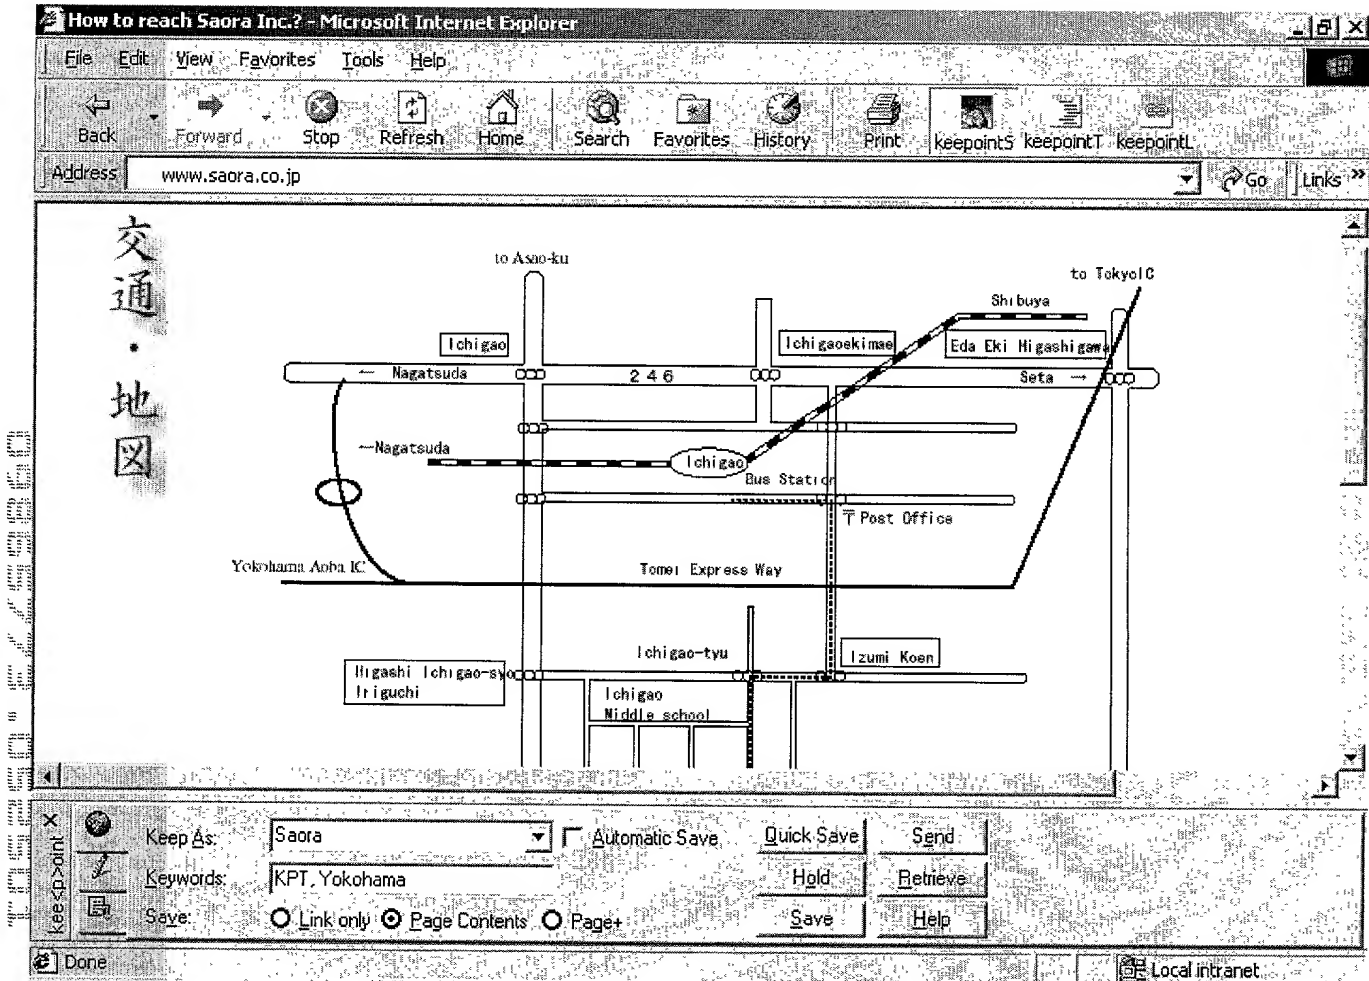 How to reach Saora Inc.? - Microsoft Internet Explorer
File Edit View Favorites Tools Help
Back Forward Stop Refresh Home Search Favorites History Print keepointS keepointT keepointL
Address www.saora.co.jp Go Links »
交通・地図
to Asao-ku
to TokyoIC
Shibuya
Ichigao
Ichigaoekimae
Eda Eki Higashigawa
← Nagatsuda
246
Seta →
←Nagatsuda
Ichigao
Bus Station
〒Post Office
Yokohama Aoba IC
Tomei Express Way
Ichigao-tyu
Izumi Koen
Higashi Ichigao-syo
Iriguchi
Ichigao
Middle school
kee<p>oint
Keep As: Saora Automatic Save Quick Save Send
Keywords: KPT, Yokohama Hold Retrieve
Save: Link only Page Contents Page+ Save Help
Done Local intranet